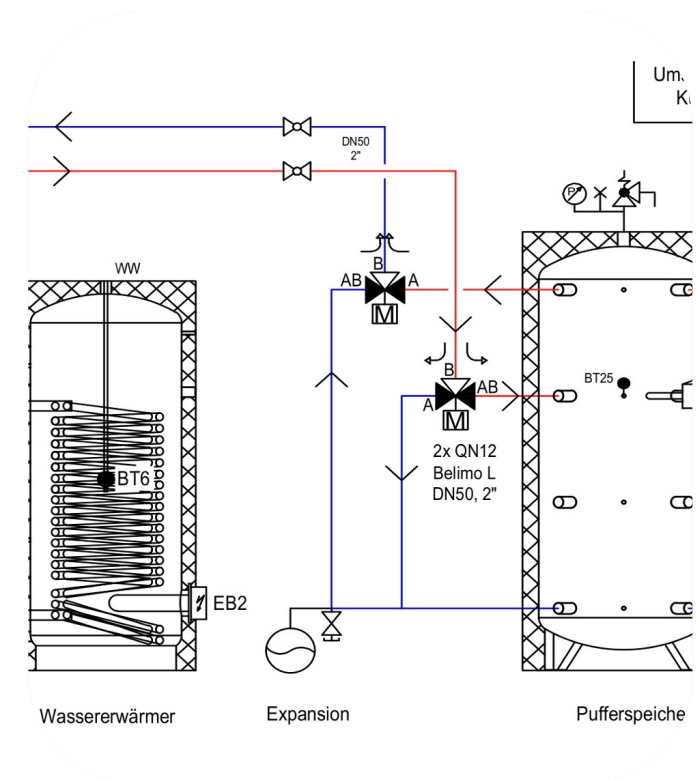 DN50
2"
P
WW
B
AB
A
M
B
A
AB
M
BT25
2x QN12
Belimo L
DN50, 2"
BT6
EB2
Wassererwärmer
Expansion